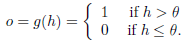 o = g(h) = { 1 if h > θ
0 if h ≤ θ.